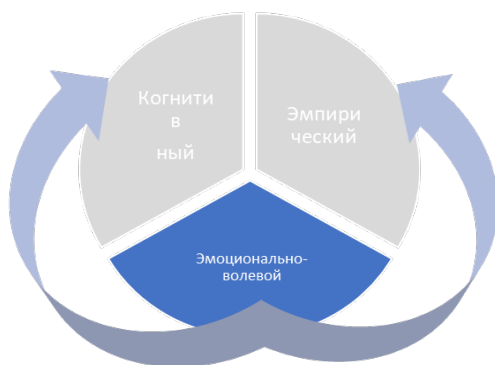 Когнити
в
ный
Эмпири
ческий
Эмоционально-
волевой